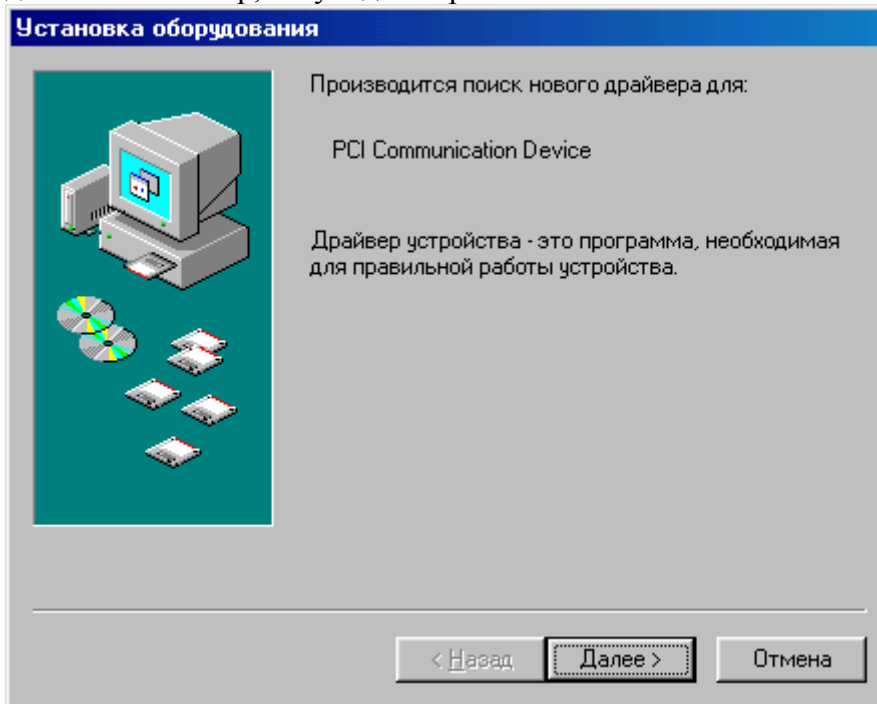 Установка оборудования
Производится поиск нового драйвера для:
PCI Communication Device
Драйвер устройства - это программа, необходимая
для правильной работы устройства.
< Назад
Далее >
Отмена